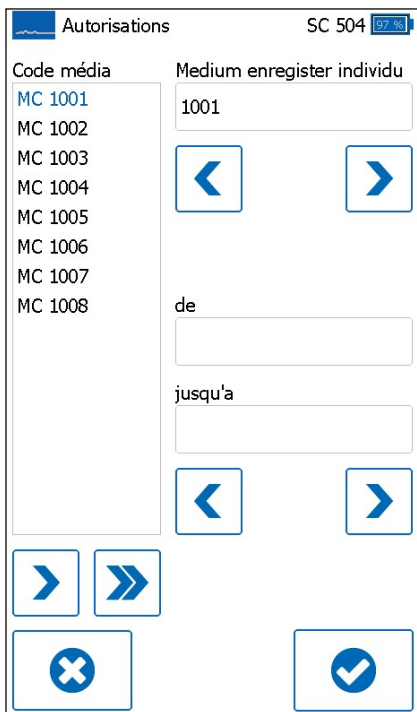 Autorisations SC 504 97 %
Code média
MC 1001
MC 1002
MC 1003
MC 1004
MC 1005
MC 1006
MC 1007
MC 1008
Medium enregister individu
1001
de
jusqu'a